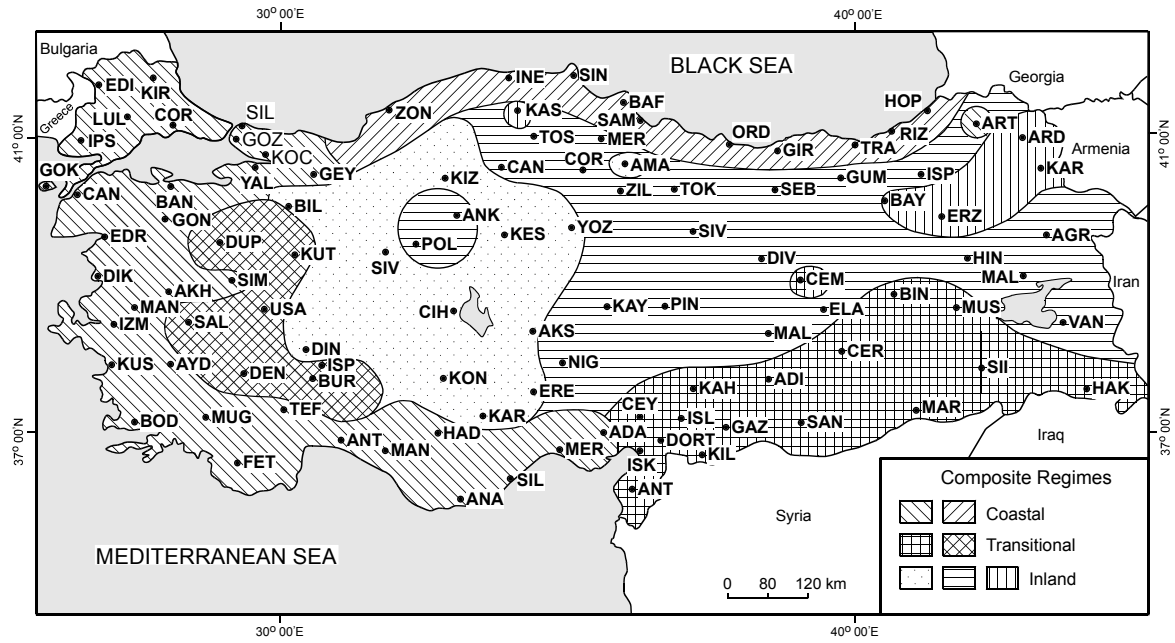 30° 00'E 40° 00'E
Bulgaria
BLACK SEA
Georgia
Greece
Armenia
Iran
Iraq
Syria
MEDITERRANEAN SEA
41° 00'N 41° 00'N
37° 00'N 37° 00'N
EDI KIR INE SIN
LUL COR SIL ZON KAS BAF HOP
IPS GOZ SAM ORD RIZ ART ARD
KOC TOS MER GIR TRA
GOK YAL GEY CAN COR AMA GUM ISP KAR
CAN BAN BIL KIZ ZIL TOK SEB BAY
GON ANK ERZ
EDR DUP KUT POL KES YOZ SIV AGR
SIV DIV HIN
DIK SIM CEM MAL
AKH BIN
MAN USA CIH KAY PIN ELA MUS
IZM SAL AKS MAL VAN
DIN CER
KUS AYD ISP NIG SII
DEN BUR KON ADI
ERE KAH HAK
TEF CEY MAR
BOD MUG KAR ISL GAZ SAN
ANT HAD ADA DORT
MAN MER KIL
FET ISK
SIL ANT
ANA
Composite Regimes
Coastal
Transitional
Inland
0 80 120 km
30° 00'E 40° 00'E